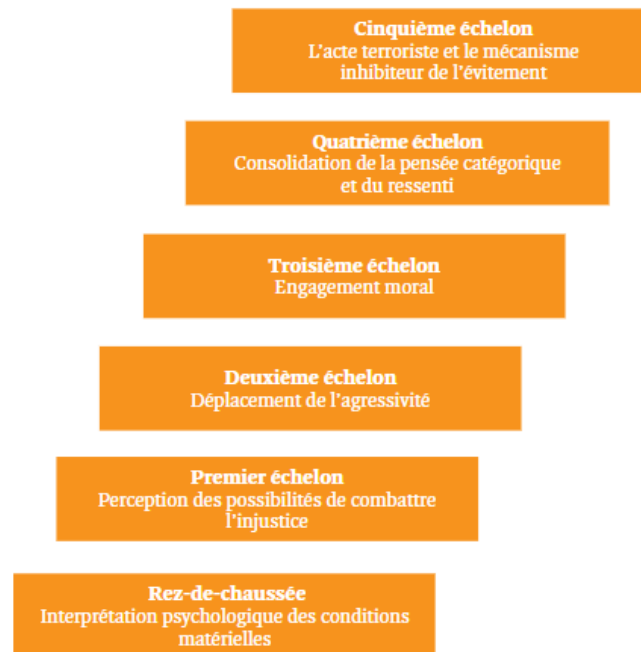 Cinquième échelon
L'acte terroriste et le mécanisme
inhibiteur de l'évitement
Quatrième échelon
Consolidation de la pensée catégorique
et du ressenti
Troisième échelon
Engagement moral
Deuxième échelon
Déplacement de l'agressivité
Premier échelon
Perception des possibilités de combattre
l'injustice
Rez-de-chaussée
Interprétation psychologique des conditions
matérielles